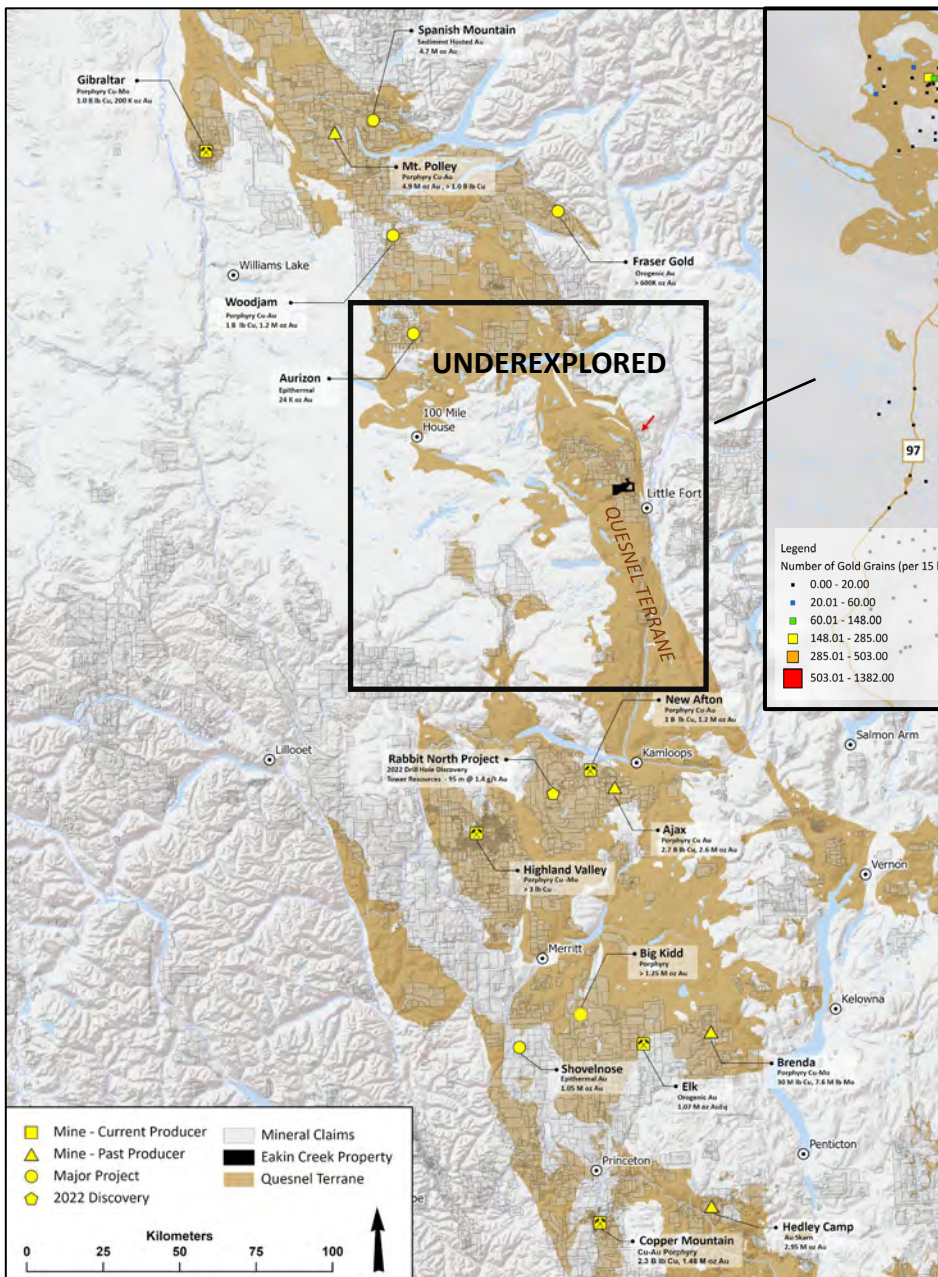 Spanish Mountain
Sediment Hosted Au
4.7 M oz Au
Gibraltar
Porphyry Cu-Mo
1.0 B lb Cu, 200 K oz Au
Mt. Polley
Porphyry Cu-Au
4.9 M oz Au , > 1.0 B lb Cu
Fraser Gold
Orogenic Au
> 600K oz Au
Williams Lake
Woodjam
Porphyry Cu-Au
1 B lb Cu, 1.2 M oz Au
UNDEREXPLORED
Aurizon
Epithermal
24 K oz Au
100 Mile
House
Little Fort
QUESNEL TERRANE
97
Legend
Number of Gold Grains (per 15
0.00 - 20.00
20.01 - 60.00
60.01 - 148.00
148.01 - 285.00
285.01 - 503.00
503.01 - 1382.00
New Afton
Porphyry Cu-Au
1 B lb Cu, 1.2 M oz Au
Salmon Arm
Lillooet
Kamloops
Rabbit North Project
2022 Drill Hole Discovery
Tower Resources - 95 m @ 1.4 g/t Au
Ajax
Porphyry Cu Au
2.7 B lb Cu, 2.6 M oz Au
Highland Valley
Porphyry Cu -Mo
> 3 lb Cu
Vernon
Merritt
Big Kidd
Porphyry
> 1.25 M oz Au
Kelowna
Shovelnose
Epithermal Au
1.05 M oz Au
Elk
Orogenic Au
1.07 M oz AuEq
Brenda
Porphyry Cu-Mo
30 M lb Cu, 7.6 M lb Mo
Penticton
Princeton
Hedley Camp
Au Skarn
2.95 M oz Au
Copper Mountain
Cu-Au Porphyry
2.3 B lb Cu, 1.48 M oz Au
Mine - Current Producer
Mine - Past Producer
Major Project
2022 Discovery
Mineral Claims
Eakin Creek Property
Quesnel Terrane
Kilometers
0 25 50 75 100